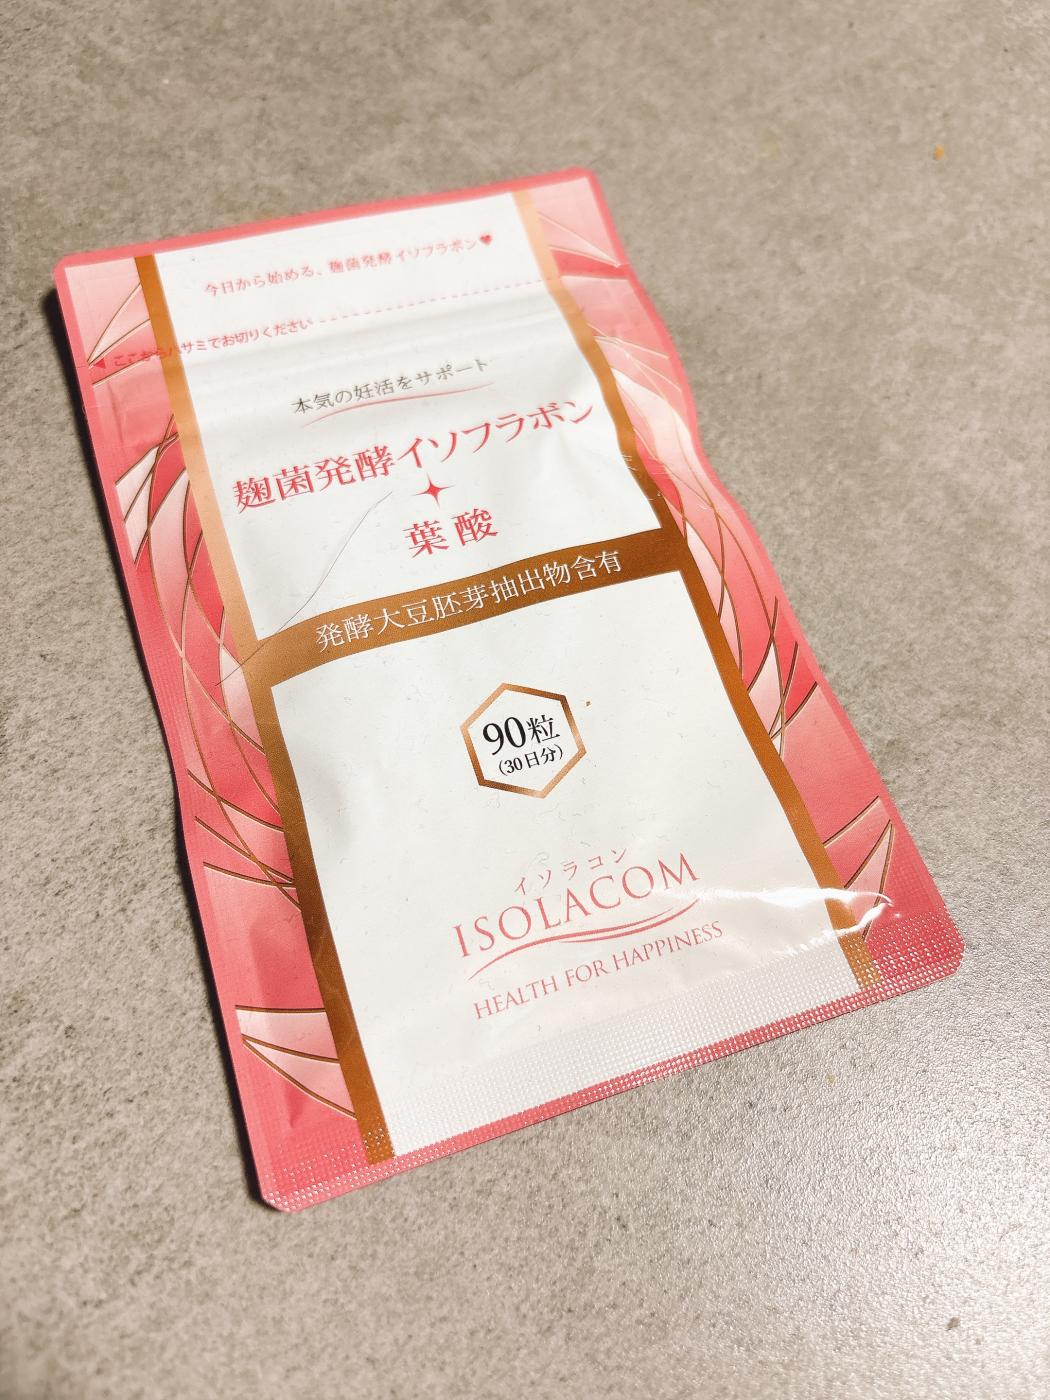 今日から始める、麹菌発酵イソフラボン♥
ここからハサミでお切りください
本気の妊活をサポート
麹菌発酵イソフラボン
葉酸
発酵大豆胚芽抽出物含有
90粒
(30日分)
イソラコン
ISOLACOM
HEALTH FOR HAPPINESS